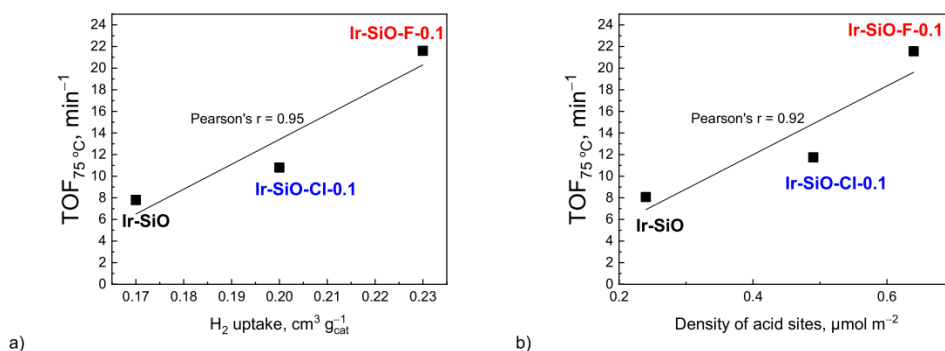 24
22
20
18
16
14
12
10
8
6
4
2
0
TOF75 ºC, min−1
Ir-SiO-F-0.1
Pearson's r = 0.95
Ir-SiO-Cl-0.1
Ir-SiO
0.17 0.18 0.19 0.20 0.21 0.22 0.23
H2 uptake, cm3 g−1cat
a)
24
22
20
18
16
14
12
10
8
6
4
2
0
TOF75 ºC, min−1
Ir-SiO-F-0.1
Pearson's r = 0.92
Ir-SiO-Cl-0.1
Ir-SiO
0.2 0.4 0.6
Density of acid sites, μmol m−2
b)